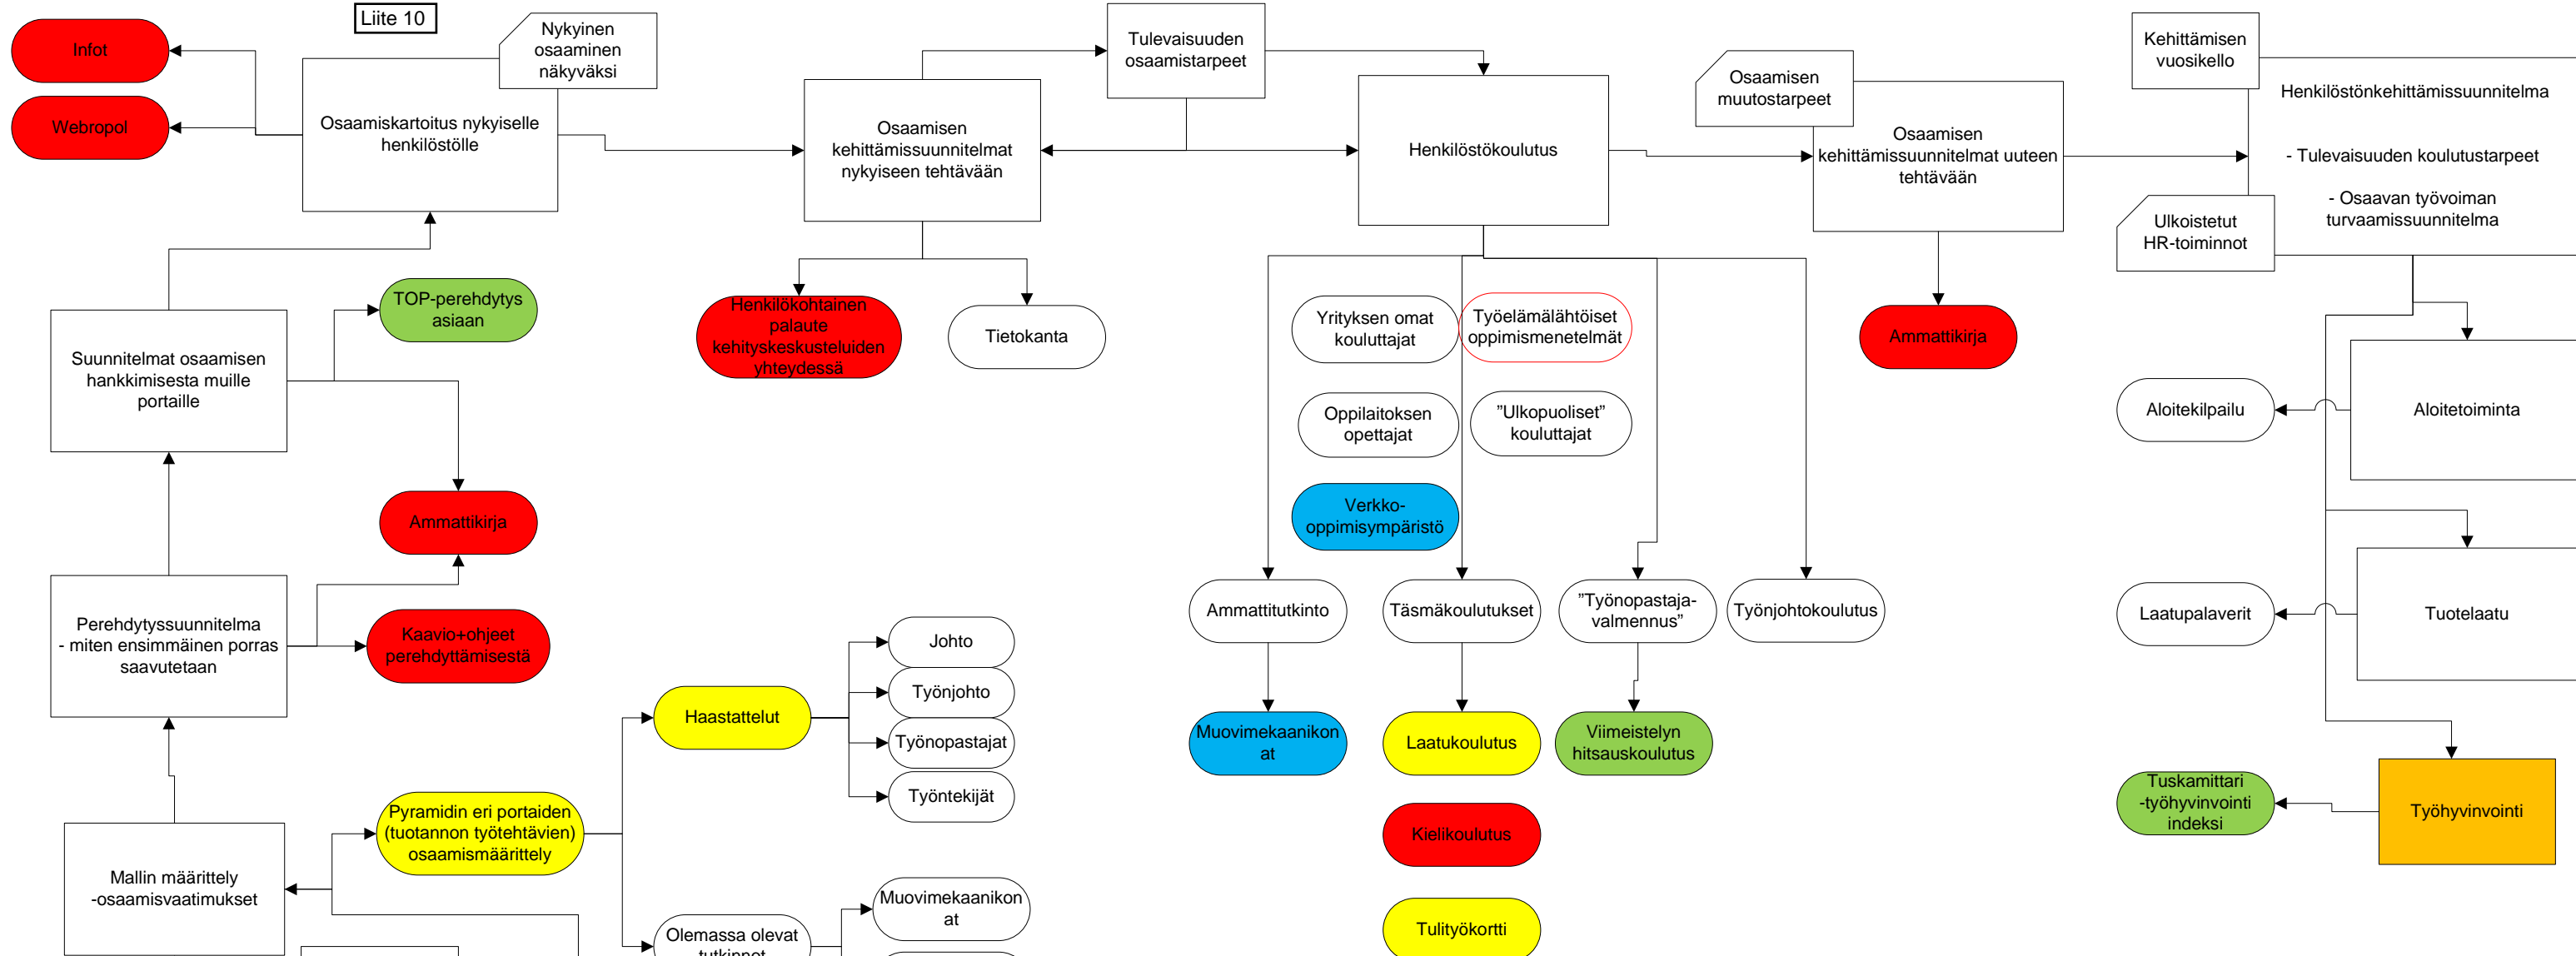 Liite 10
Infot
Webropol
Nykyinen
osaaminen
näkyväksi
Osaamiskartoitus nykyiselle
henkilöstölle
Osaamisen
kehittämissuunnitelmat
nykyiseen tehtävään
Tulevaisuuden
osaamistarpeet
Henkilöstökoulutus
Osaamisen
muutostarpeet
Osaamisen
kehittämissuunnitelmat uuteen
tehtävään
Kehittämisen
vuosikello
Henkilöstönkehittämissuunnitelma
- Tulevaisuuden koulutustarpeet
- Osaavan työvoiman
turvaamissuunnitelma
Ulkoistetut
HR-toiminnot
TOP-perehdytys
asiaan
Suunnitelmat osaamisen
hankkimisesta muille
portaille
Henkilökohtainen
palaute
kehityskeskusteluiden
yhteydessä
Tietokanta
Yrityksen omat
kouluttajat
Työelämälähtöiset
oppimismenetelmät
Oppilaitoksen
opettajat
”Ulkopuoliset”
kouluttajat
Verkko-
oppimisympäristö
Ammattikirja
Aloitekilpailu
Aloitetoiminta
Ammattikirja
Perehdytyssuunnitelma
- miten ensimmäinen porras
saavutetaan
Kaavio+ohjeet
perehdyttämisestä
Ammattitutkinto
Täsmäkoulutukset
”Työnopastaja-
valmennus”
Työnjohtokoulutus
Laatupalaverit
Tuotelaatu
Haastattelut
Johto
Työnjohto
Työnopastajat
Työntekijät
Muovimekaanikon
at
Laatukoulutus
Viimeistelyn
hitsauskoulutus
Kielikoulutus
Tulityökortti
Tuskamittari
-työhyvinvointi
indeksi
Työhyvinvointi
Pyramidin eri portaiden
(tuotannon työtehtävien)
osaamismäärittely
Mallin määrittely
-osaamisvaatimukset
Olemassa olevat
tutkinnot
Muovimekaanikon
at